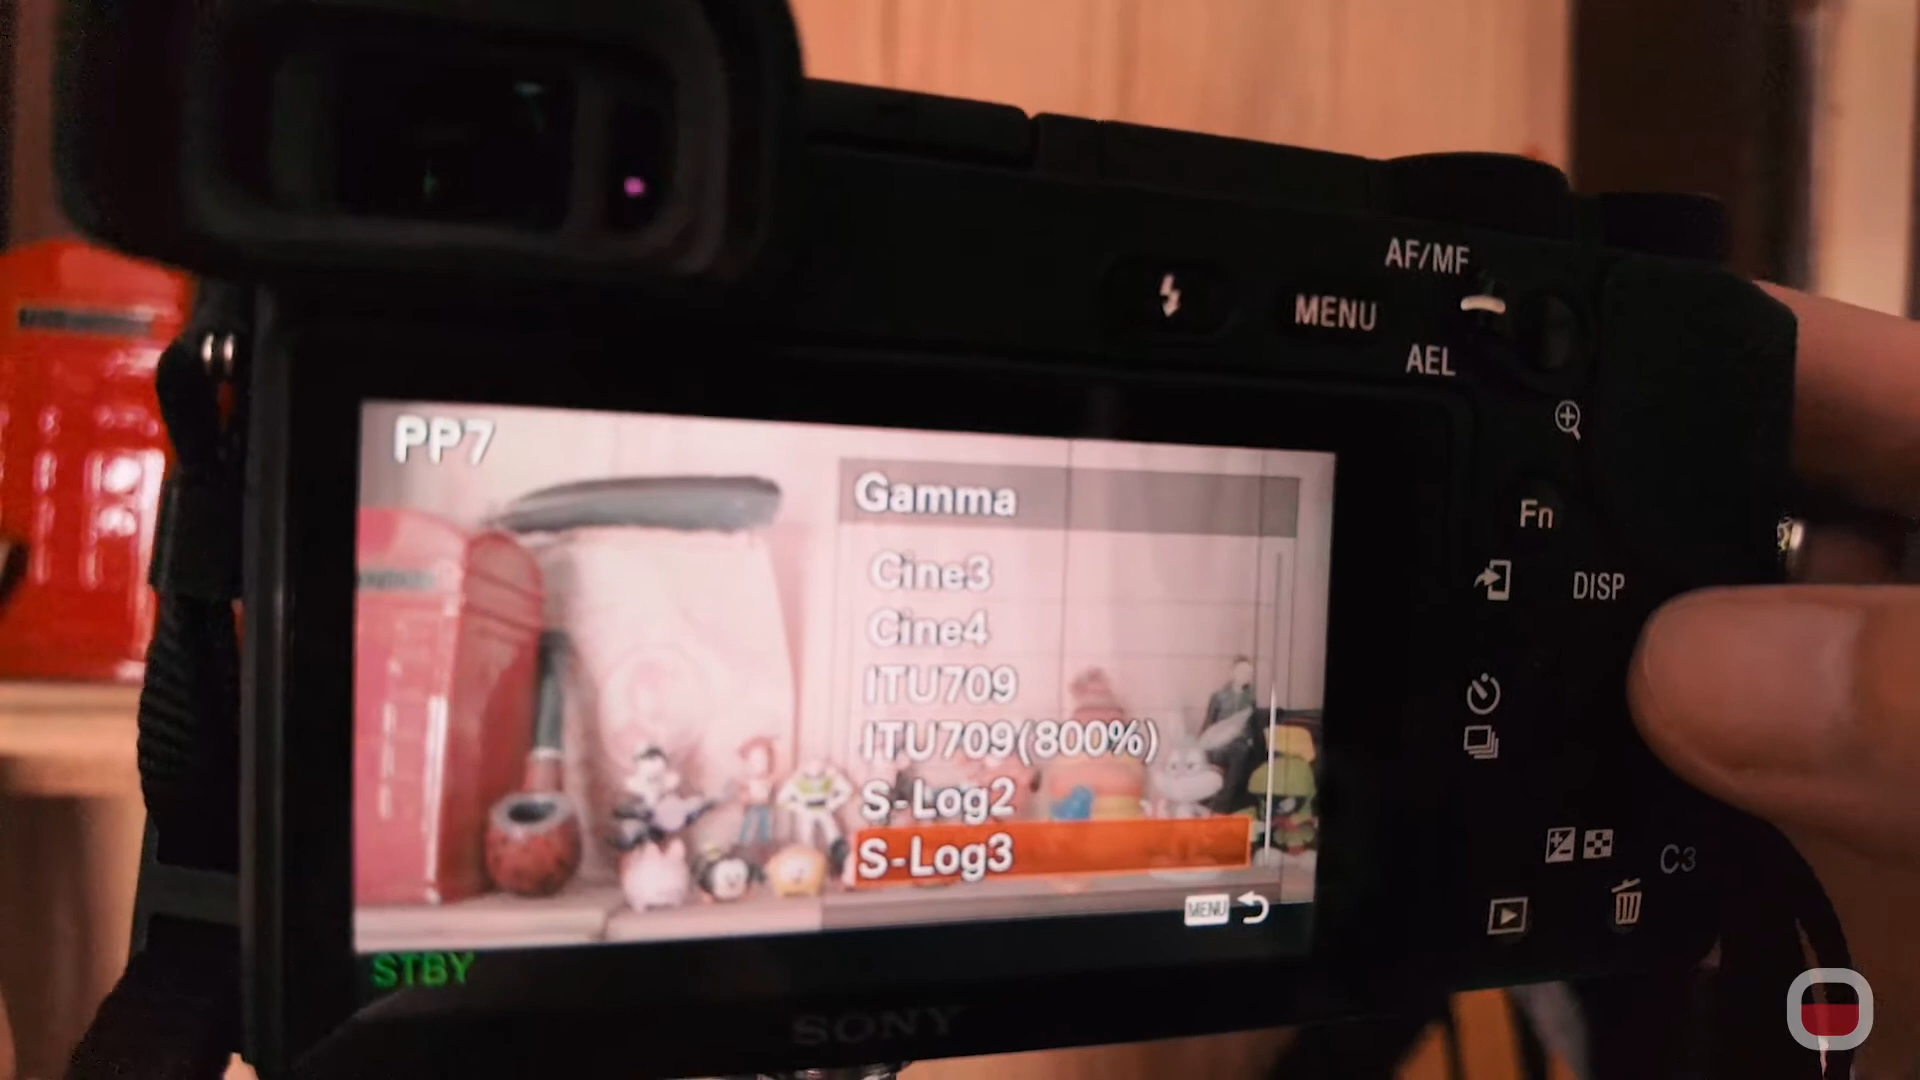 AF/MF
MENU
AEL
PP7
Gamma
Cine3
Cine4
ITU709
ITU709(800%)
S-Log2
S-Log3
MENU
STBY
Fn
DISP
C3
SONY